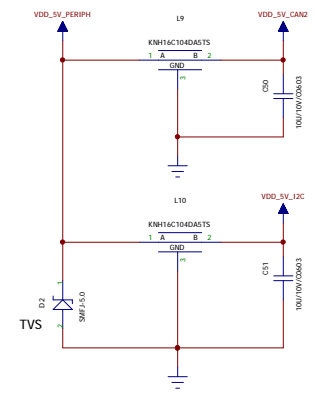 L9
VDD_5V_PERIPH
VDD_5V_CAN2
KNH16C104DA5TS
1 A B 2
GND
3
C50
10U/10V/C0603
L10
VDD_5V_I2C
KNH16C104DA5TS
1 A B 2
GND
3
C51
10U/10V/C0603
1
D2
SMFJ-5.0
TVS
2